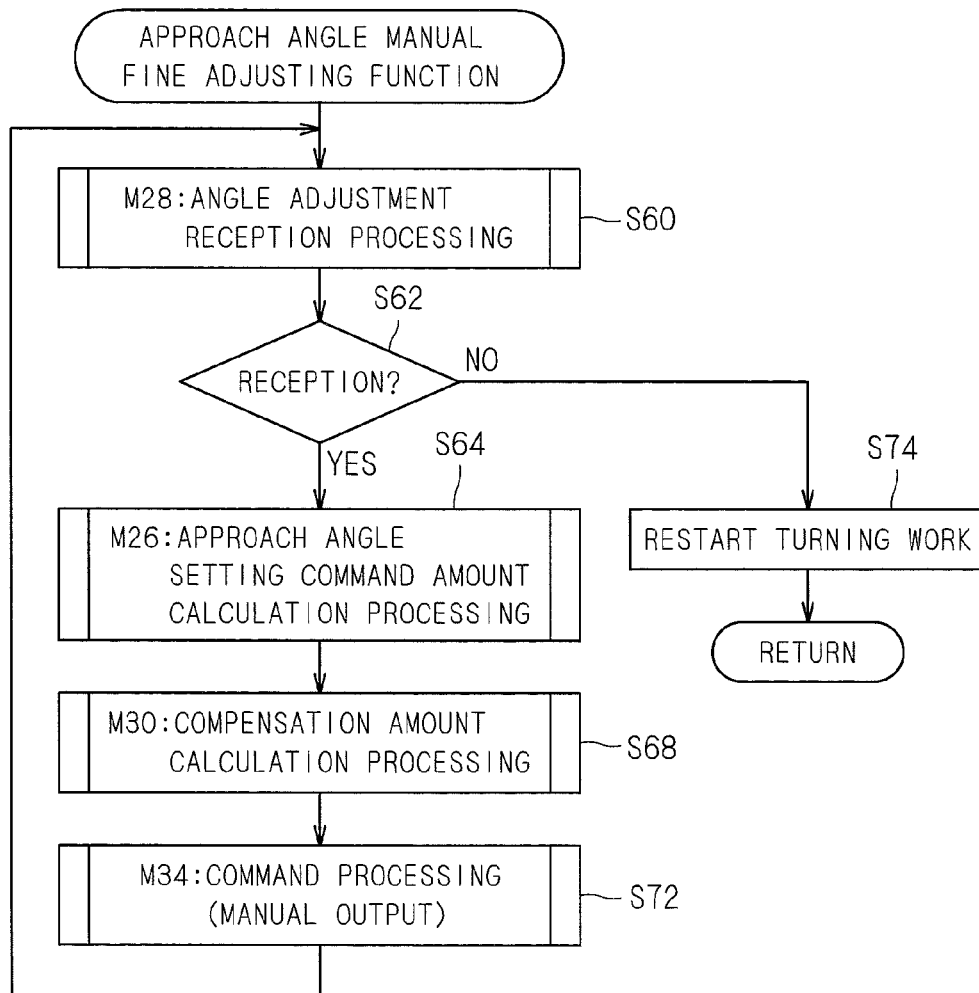 APPROACH ANGLE MANUAL
FINE ADJUSTING FUNCTION
M28:ANGLE ADJUSTMENT
RECEPTION PROCESSING
S60
S62
RECEPTION?
NO
YES
S64
S74
M26:APPROACH ANGLE
SETTING COMMAND AMOUNT
CALCULATION PROCESSING
RESTART TURNING WORK
RETURN
M30:COMPENSATION AMOUNT
CALCULATION PROCESSING
S68
M34:COMMAND PROCESSING
(MANUAL OUTPUT)
S72